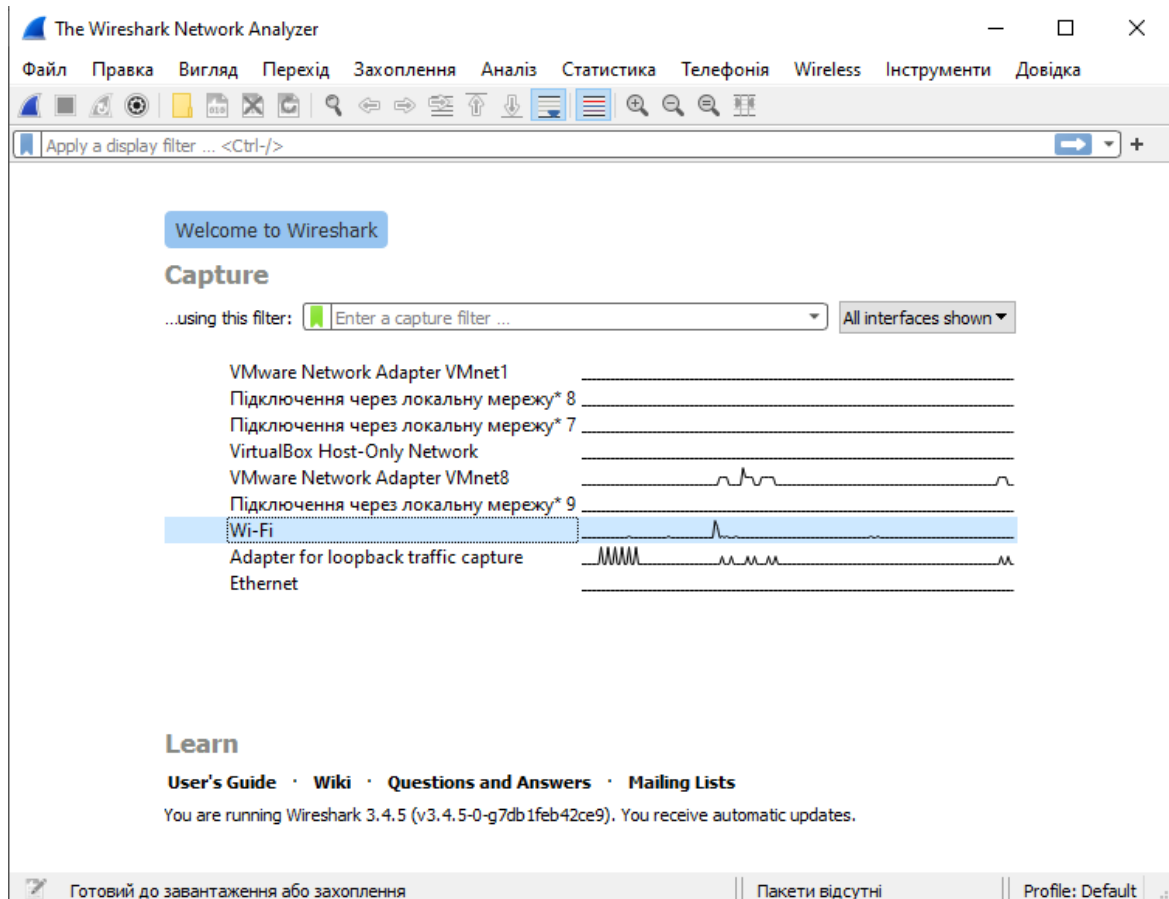 The Wireshark Network Analyzer
Файл Правка Вигляд Перехід Захоплення Аналіз Статистика Телефонія Wireless Інструменти Довідка
Apply a display filter ... <Ctrl-/>
Welcome to Wireshark
Capture
...using this filter: Enter a capture filter ... All interfaces shown
VMware Network Adapter VMnet1
Підключення через локальну мережу* 8
Підключення через локальну мережу* 7
VirtualBox Host-Only Network
VMware Network Adapter VMnet8
Підключення через локальну мережу* 9
Wi-Fi
Adapter for loopback traffic capture
Ethernet
Learn
User's Guide · Wiki · Questions and Answers · Mailing Lists
You are running Wireshark 3.4.5 (v3.4.5-0-g7db1feb42ce9). You receive automatic updates.
Готовий до завантаження або захоплення Пакети відсутні Profile: Default